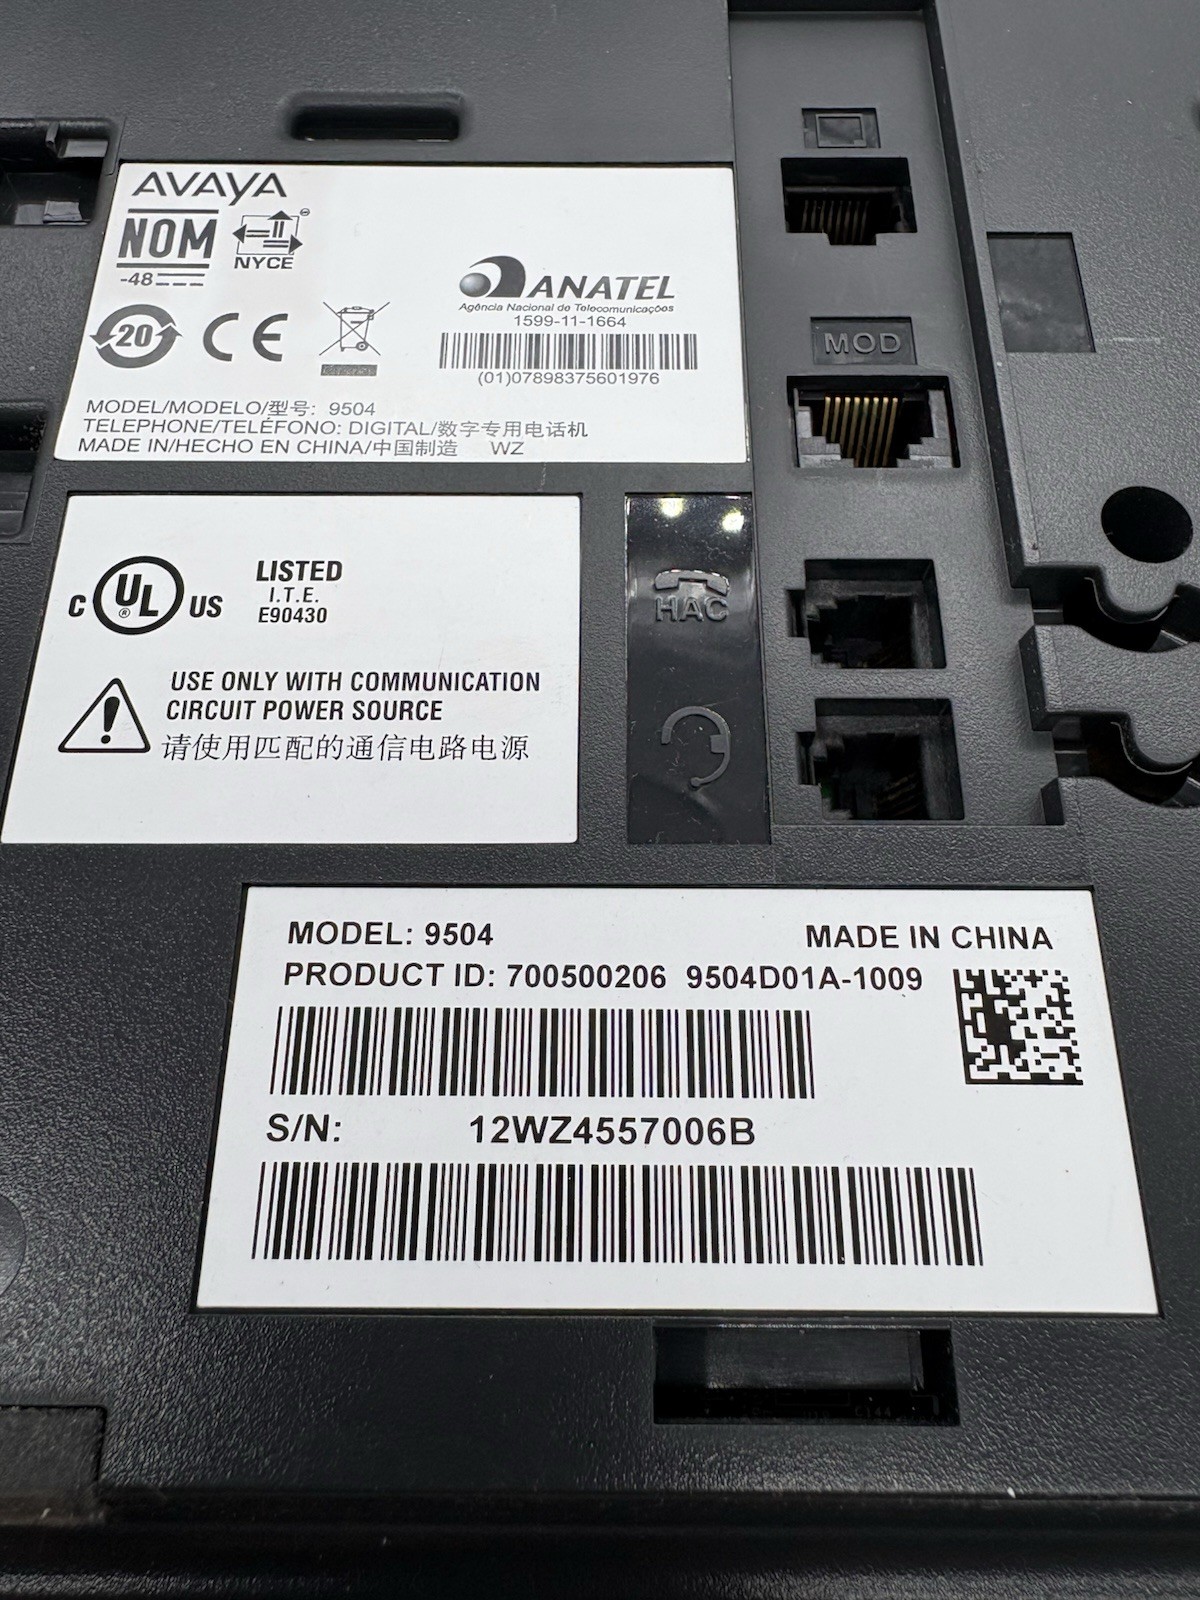 AVAYA
NOM
NYCE
-48
20
CE
ANATEL
Agência Nacional de Telecomunicações
1599-11-1664
(01)07898375601976
MODEL/MODELO/型号: 9504
TELEPHONE/TELÉFONO: DIGITAL/数字专用电话机
MADE IN/HECHO EN CHINA/中国制造 WZ
MOD
C UL ® US
LISTED
I.T.E.
E90430
USE ONLY WITH COMMUNICATION
CIRCUIT POWER SOURCE
请使用匹配的通信电路电源
HAC
MODEL: 9504
MADE IN CHINA
PRODUCT ID: 700500206 9504D01A-1009
S/N: 12WZ4557006B